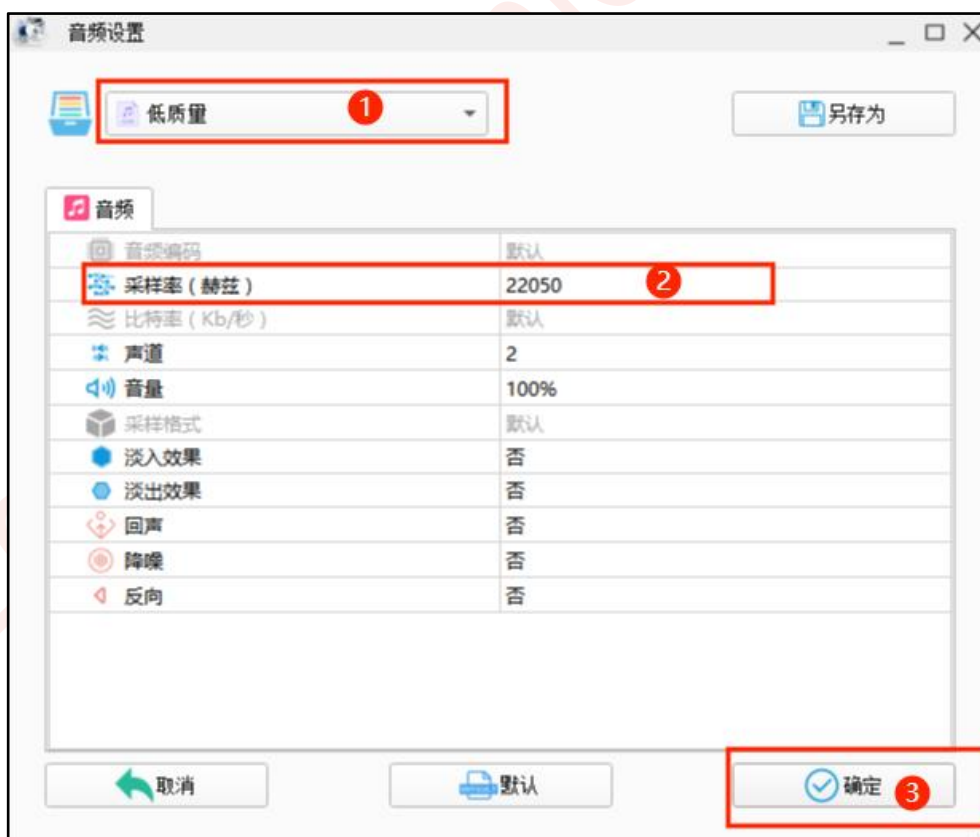 音频设置
低质量 1
另存为
音频
音频编码 默认
采样率(赫兹) 22050 2
比特率(Kb/秒) 默认
声道 2
音量 100%
采样格式 默认
淡入效果 否
淡出效果 否
回声 否
降噪 否
反向 否
取消 默认 确定 3